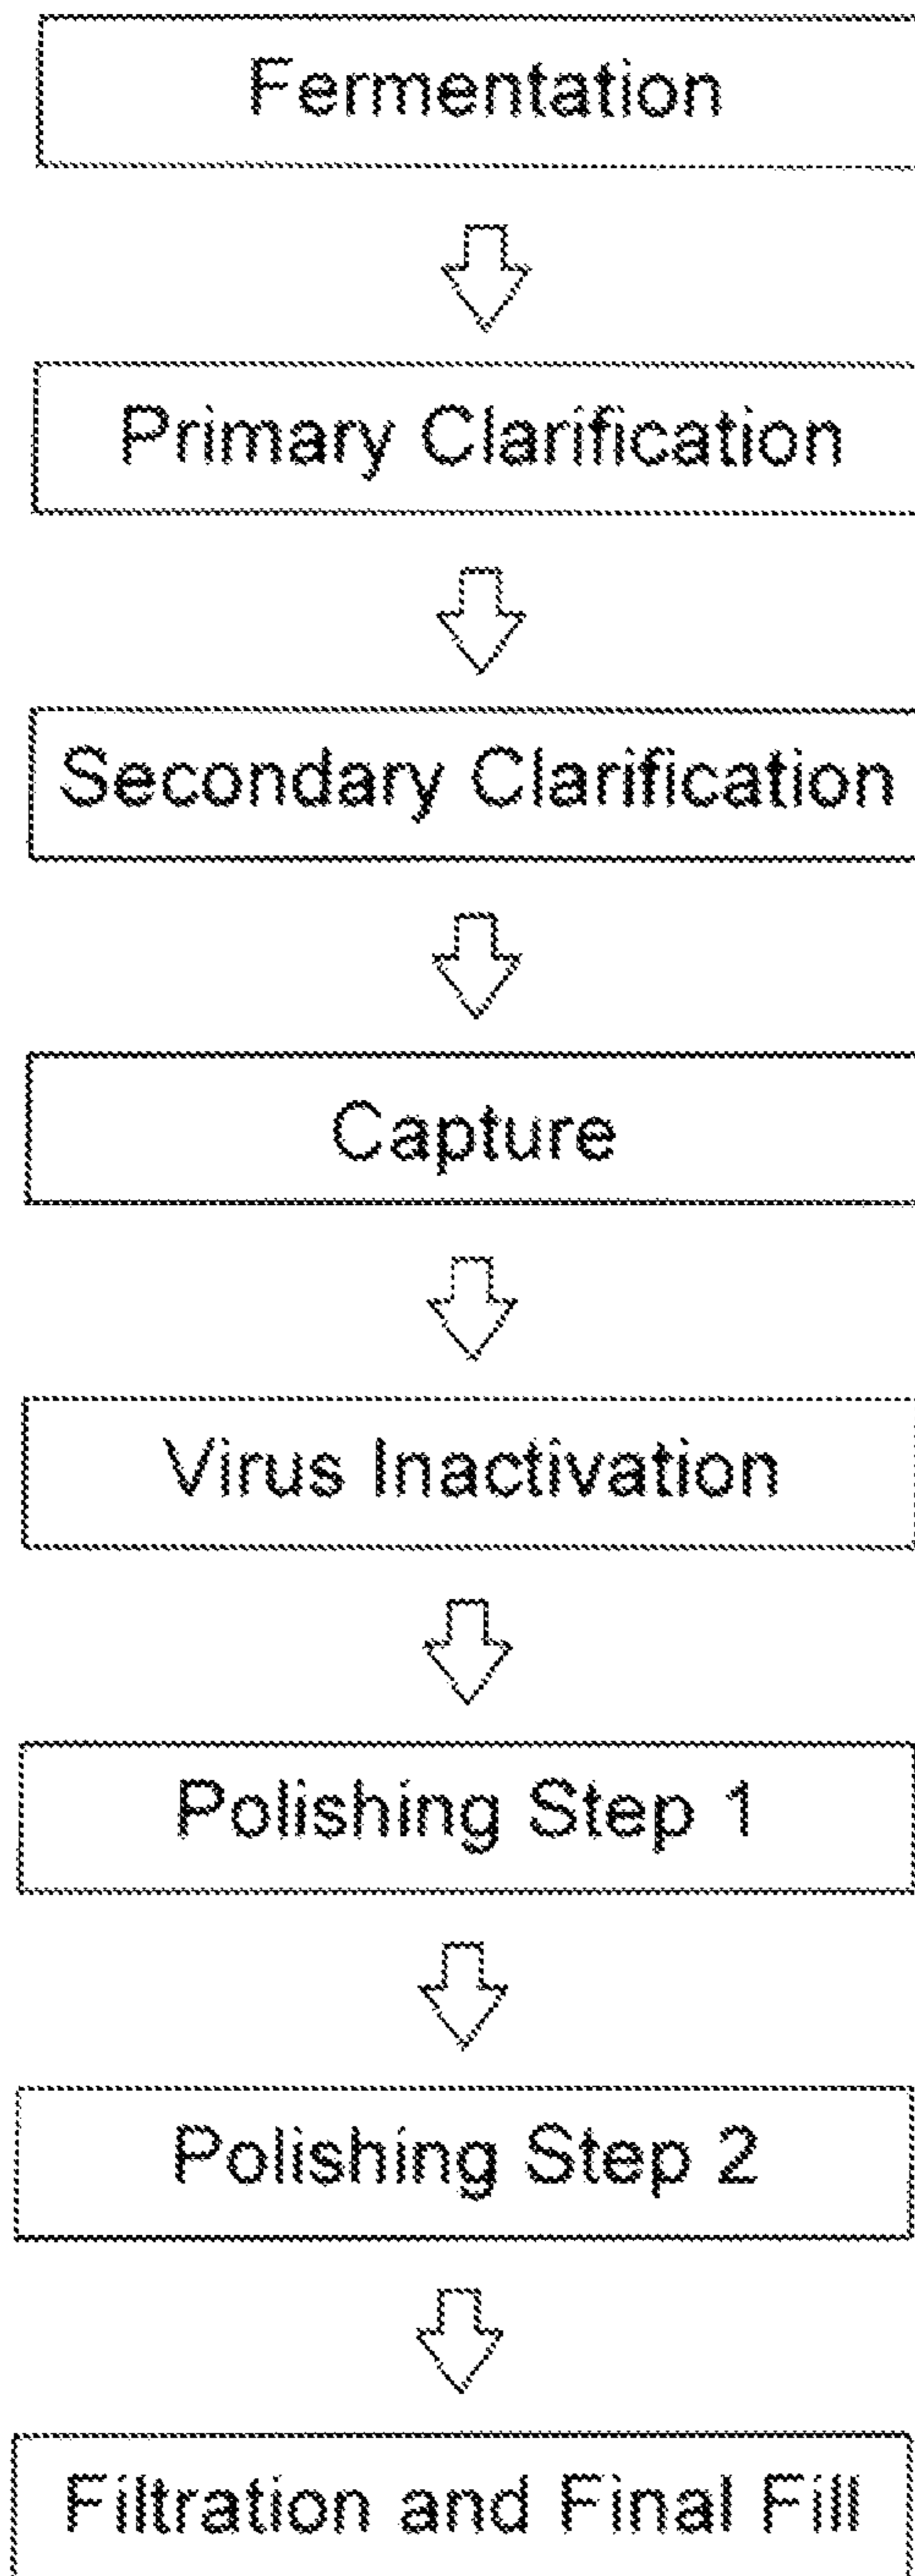 Fermentation
Primary Clarification
Secondary Clarification
Capture
Virus Inactivation
Polishing Step 1
Polishing Step 2
Filtration and Final Fill